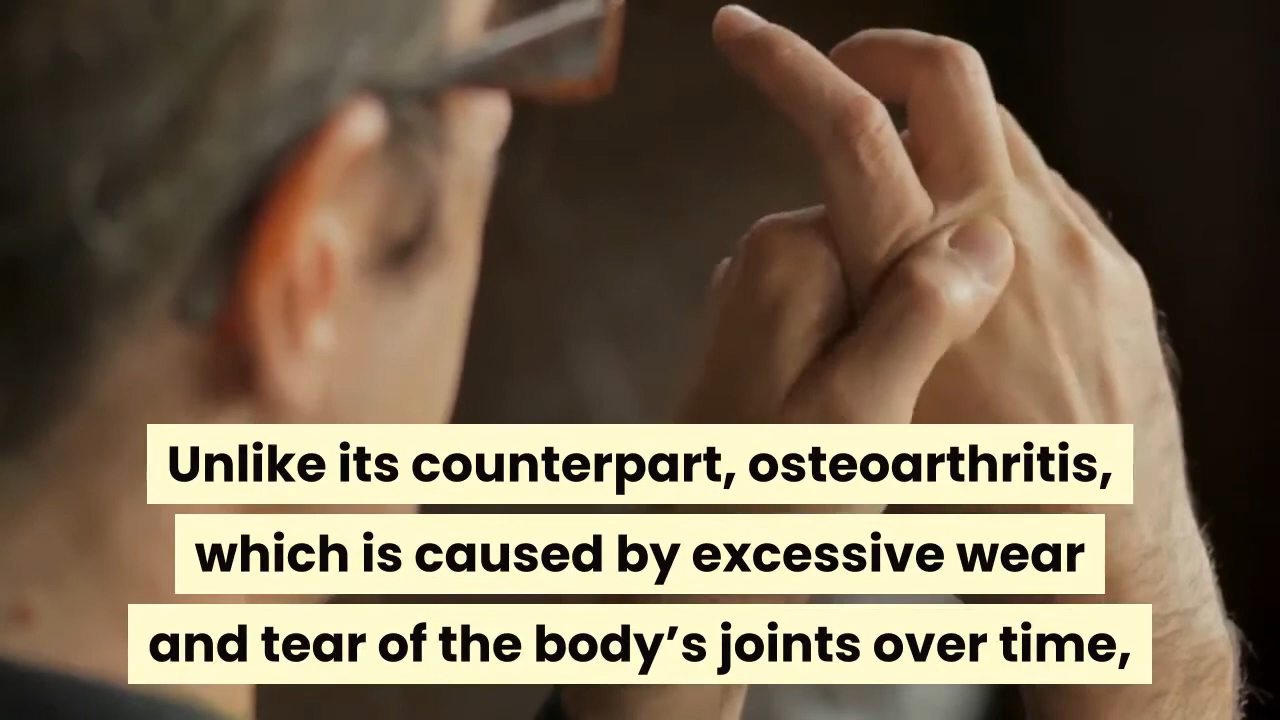 Unlike its counterpart, osteoarthritis,
which is caused by excessive wear
and tear of the body’s joints over time,